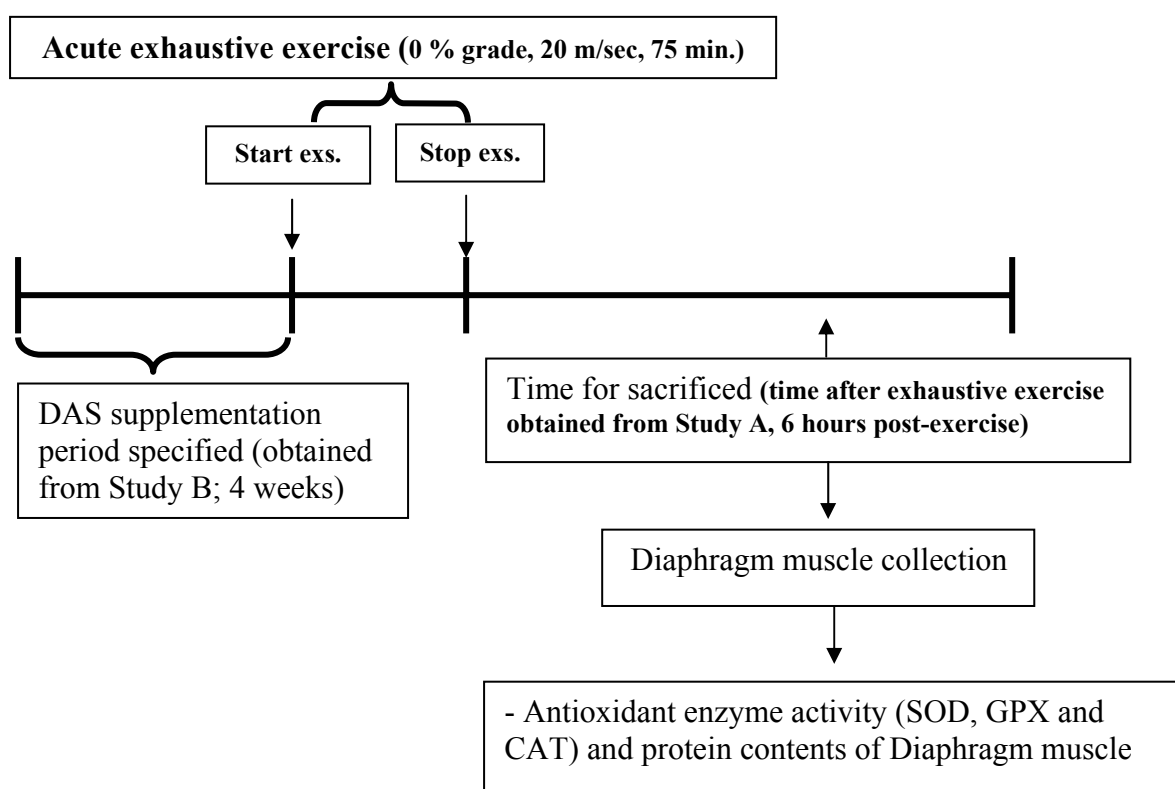 Acute exhaustive exercise (0 % grade, 20 m/sec, 75 min.)
Start exs.
Stop exs.
DAS supplementation
period specified (obtained
from Study B; 4 weeks)
Time for sacrificed (time after exhaustive exercise
obtained from Study A, 6 hours post-exercise)
Diaphragm muscle collection
- Antioxidant enzyme activity (SOD, GPX and
CAT) and protein contents of Diaphragm muscle